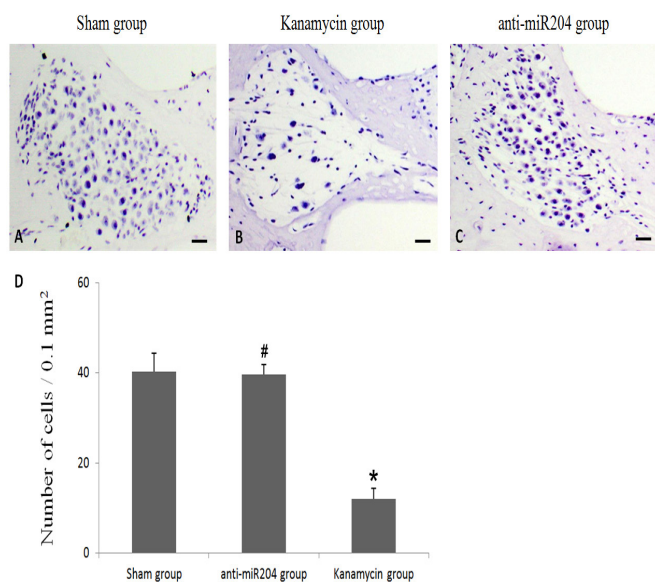 Sham group Kanamycin group anti-miR204 group
A B C
D
60
40
20
0
Number of cells / 0.1 mm²
#
*
Sham group anti-miR204 group Kanamycin group